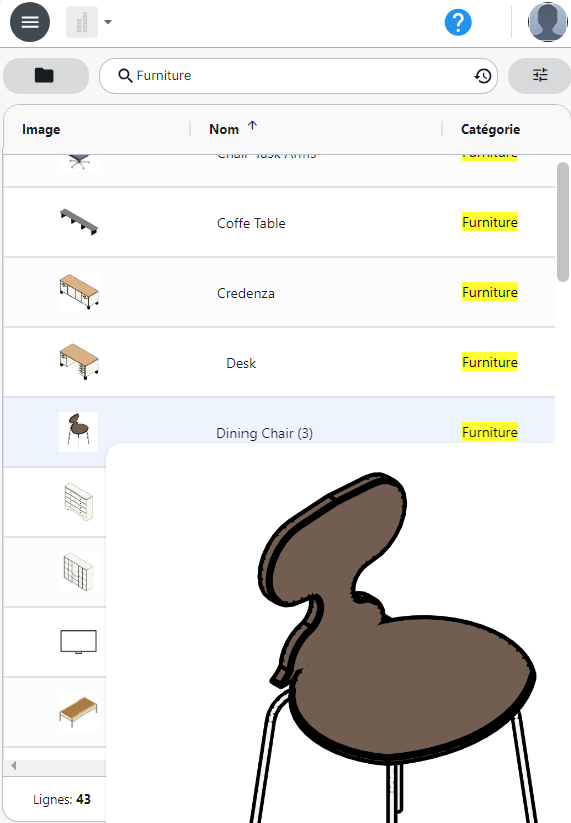 ?
Furniture
Image Nom ↑ Catégorie
Chair-Task Arms Furniture
Coffe Table Furniture
Credenza Furniture
Desk Furniture
Dining Chair (3) Furniture
Lignes: 43